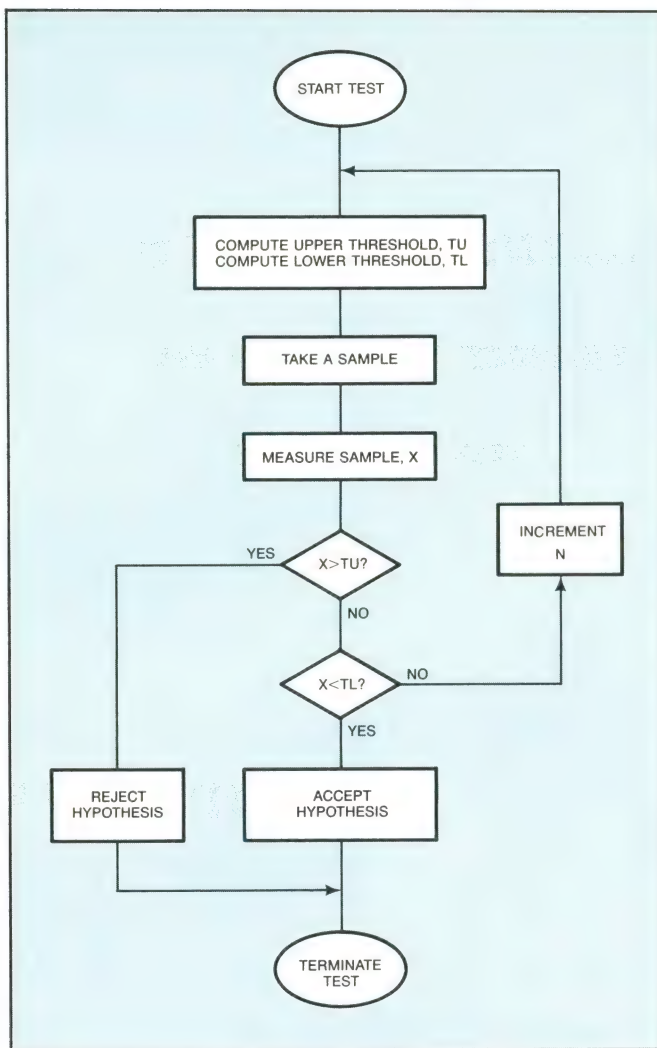 START TEST
COMPUTE UPPER THRESHOLD, TU
COMPUTE LOWER THRESHOLD, TL
TAKE A SAMPLE
MEASURE SAMPLE, X
INCREMENT
N
YES
X>TU?
NO
X<TL?
NO
YES
REJECT
HYPOTHESIS
ACCEPT
HYPOTHESIS
TERMINATE
TEST